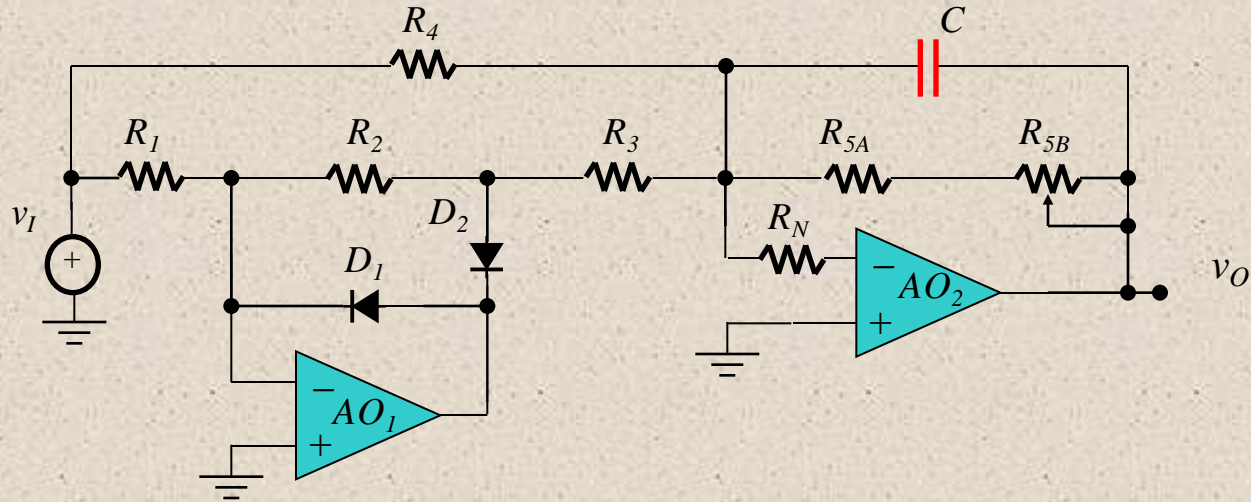 R4
C
R1
R2
R3
R5A
R5B
vI
D2
RN
D1
+
−
AO2
+
vO
−
AO1
+